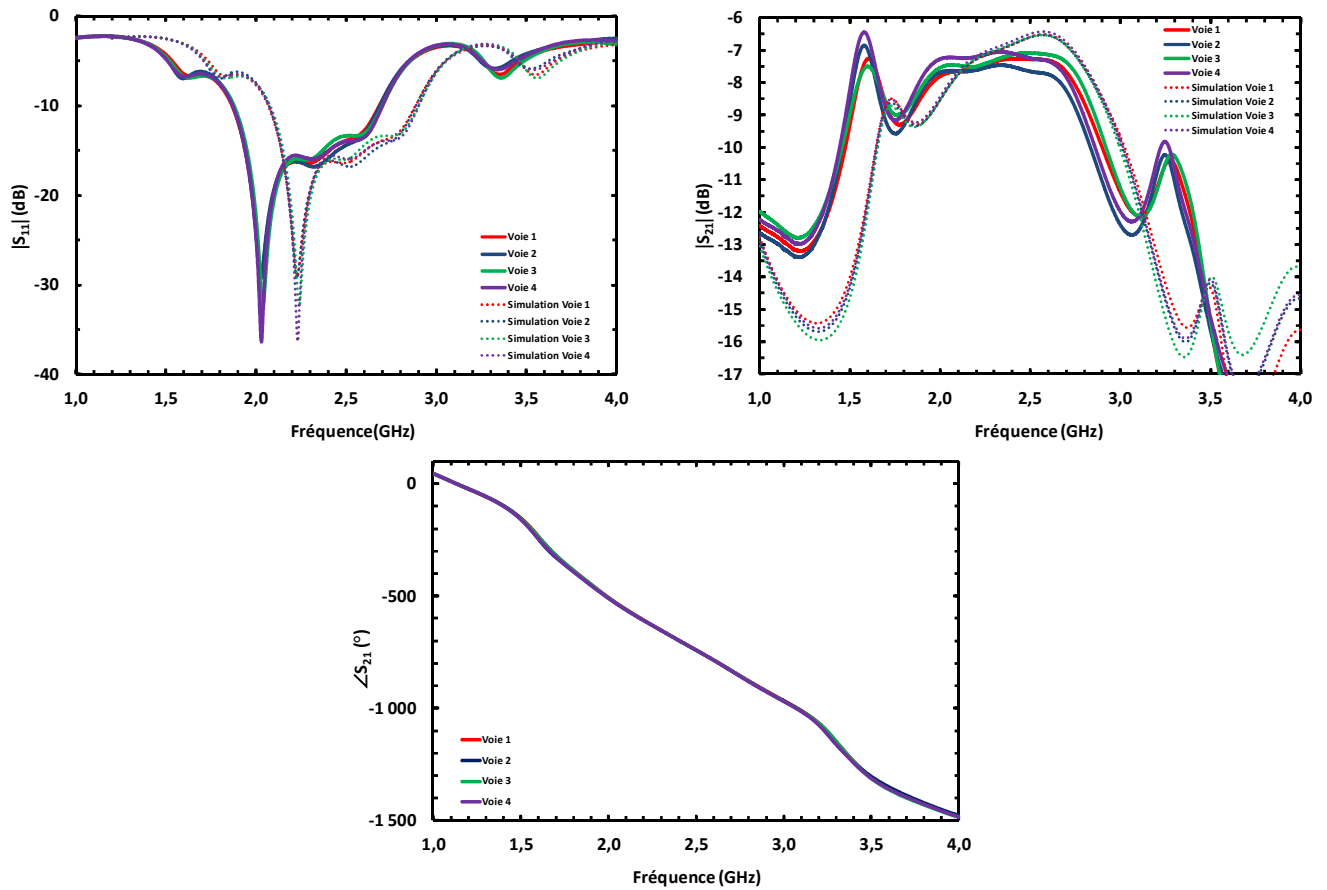 0
-10
-20
-30
-40
1,0 1,5 2,0 2,5 3,0 3,5 4,0
|S11| (dB)
Fréquence(GHz)
Voie 1
Voie 2
Voie 3
Voie 4
Simulation Voie 1
Simulation Voie 2
Simulation Voie 3
Simulation Voie 4
-6
-7
-8
-9
-10
-11
-12
-13
-14
-15
-16
-17
1,0 1,5 2,0 2,5 3,0 3,5 4,0
|S21| (dB)
Fréquence (GHz)
Voie 1
Voie 2
Voie 3
Voie 4
Simulation Voie 1
Simulation Voie 2
Simulation Voie 3
Simulation Voie 4
0
-500
-1 000
-1 500
1,0 1,5 2,0 2,5 3,0 3,5 4,0
∠S21 (°)
Fréquence (GHz)
Voie 1
Voie 2
Voie 3
Voie 4